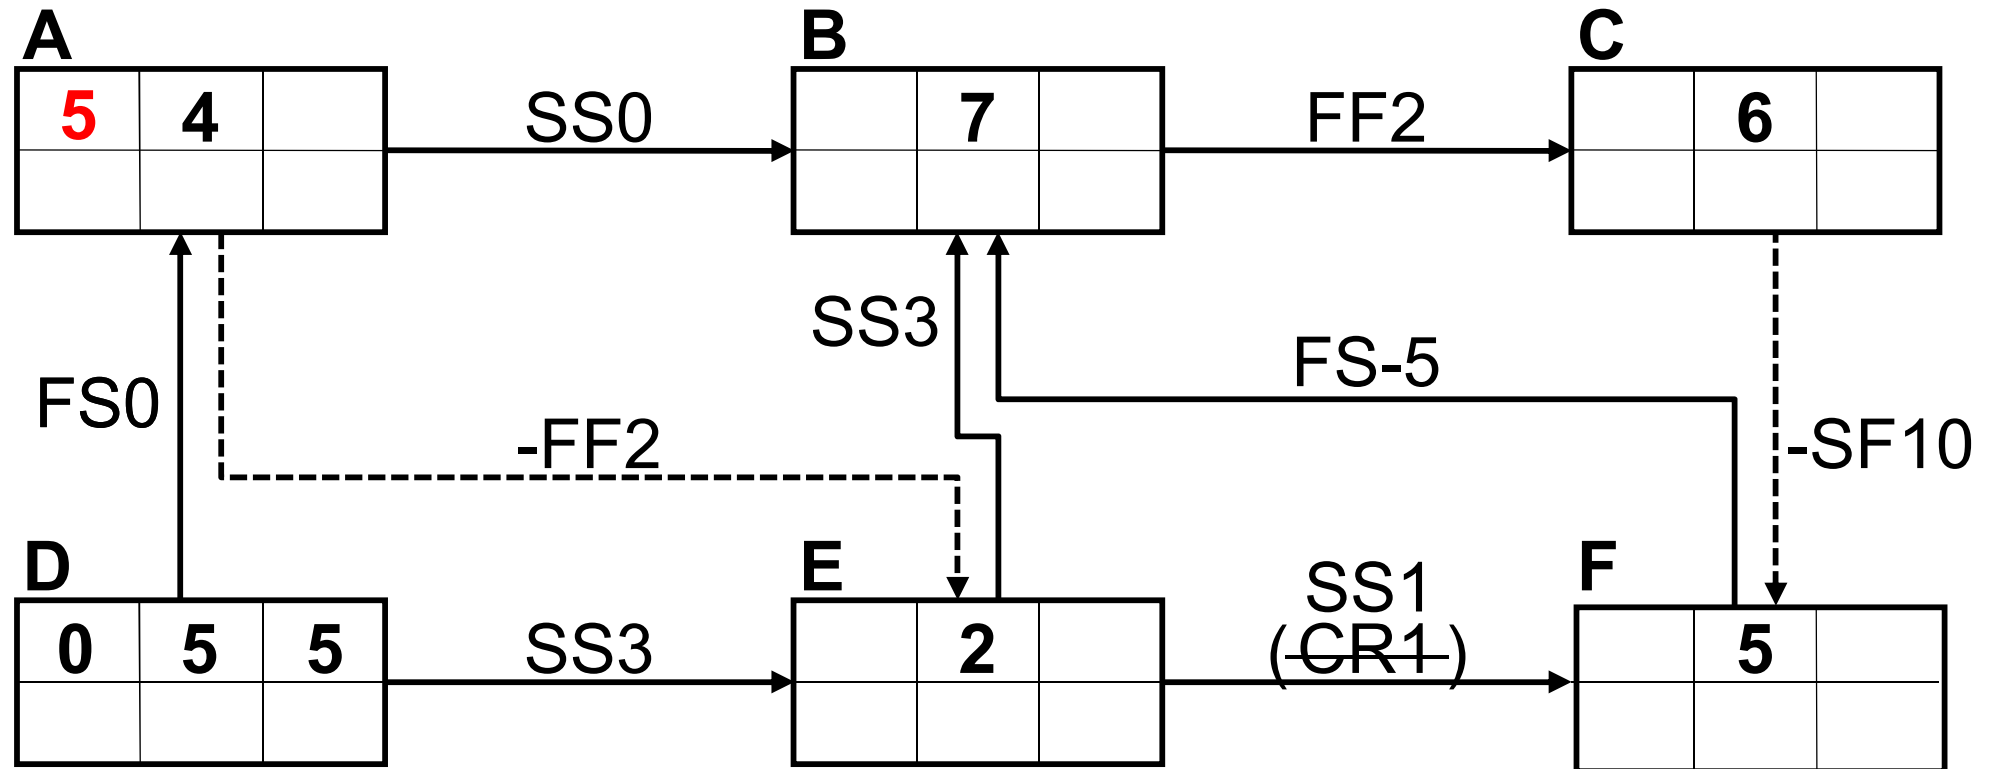 A B C
5 4 SS0 7 FF2 6
SS3
FS-5
FS0
-FF2
-SF10
D E F
SS1
0 5 5 SS3 2 (CR1) 5